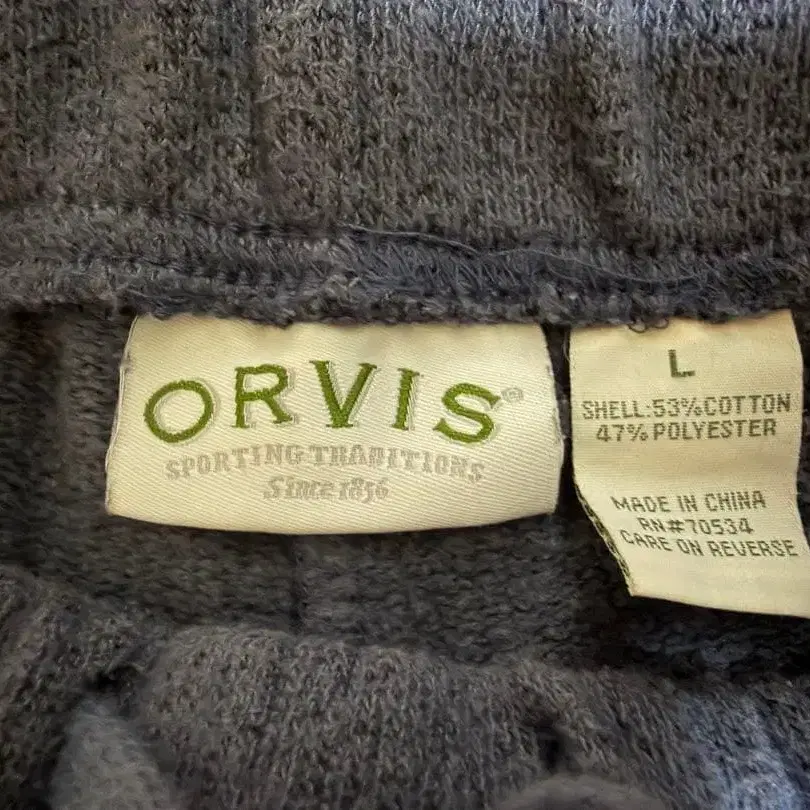 ORVIS®
SPORTING TRADITIONS
Since 1856
L
SHELL:53%COTTON
47% POLYESTER
MADE IN CHINA
RN#70534
CARE ON REVERSE